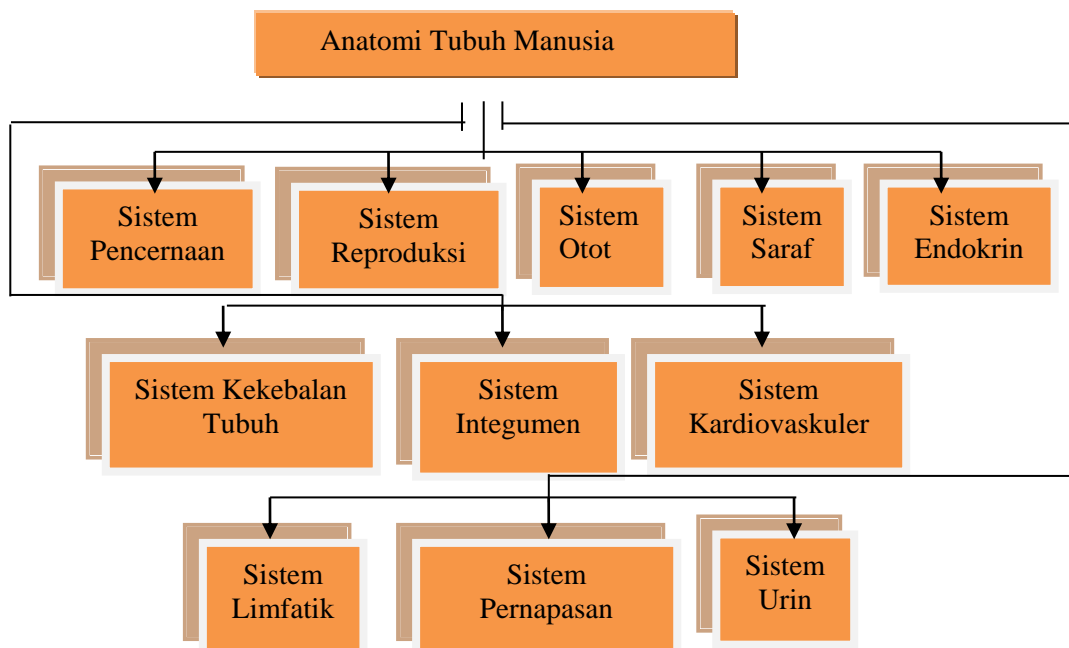 Anatomi Tubuh Manusia
Sistem
Pencernaan
Sistem
Reproduksi
Sistem
Otot
Sistem
Saraf
Sistem
Endokrin
Sistem Kekebalan
Tubuh
Sistem
Integumen
Sistem
Kardiovaskuler
Sistem
Limfatik
Sistem
Pernapasan
Sistem
Urin